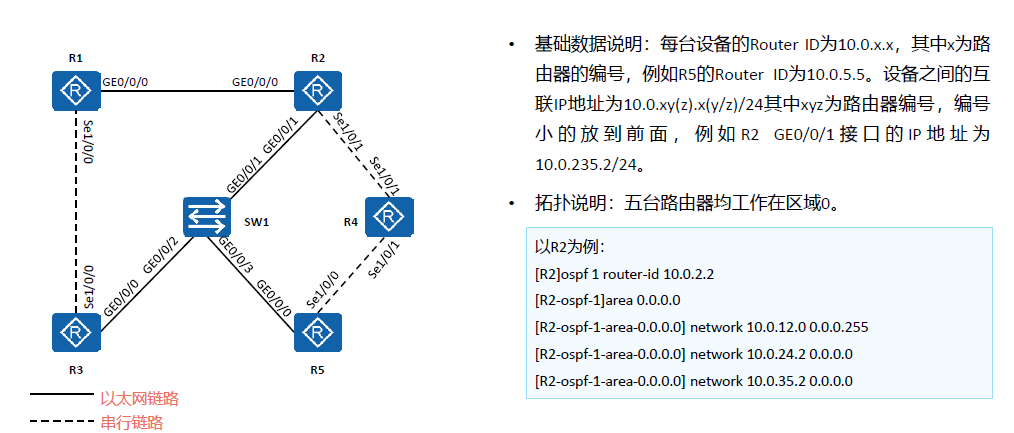 R1
R2
GE0/0/0
GE0/0/0
Se1/0/0
GE0/0/1
GE0/0/1
Se1/0/1
Se1/0/1
SW1
R4
GE0/0/2
GE0/0/3
Se1/0/1
Se1/0/0
GE0/0/0
GE0/0/0
Se1/0/0
R3
R5
以太网链路
串行链路
• 基础数据说明：每台设备的Router ID为10.0.x.x，其中x为路
由器的编号，例如R5的Router ID为10.0.5.5。设备之间的互
联IP地址为10.0.xy(z).x(y/z)/24其中xyz为路由器编号，编号
小的放到前面，例如R2 GE0/0/1接口的IP地址为
10.0.235.2/24。
• 拓扑说明：五台路由器均工作在区域0。
以R2为例：
[R2]ospf 1 router-id 10.0.2.2
[R2-ospf-1]area 0.0.0.0
[R2-ospf-1-area-0.0.0.0] network 10.0.12.0 0.0.0.255
[R2-ospf-1-area-0.0.0.0] network 10.0.24.2 0.0.0.0
[R2-ospf-1-area-0.0.0.0] network 10.0.35.2 0.0.0.0